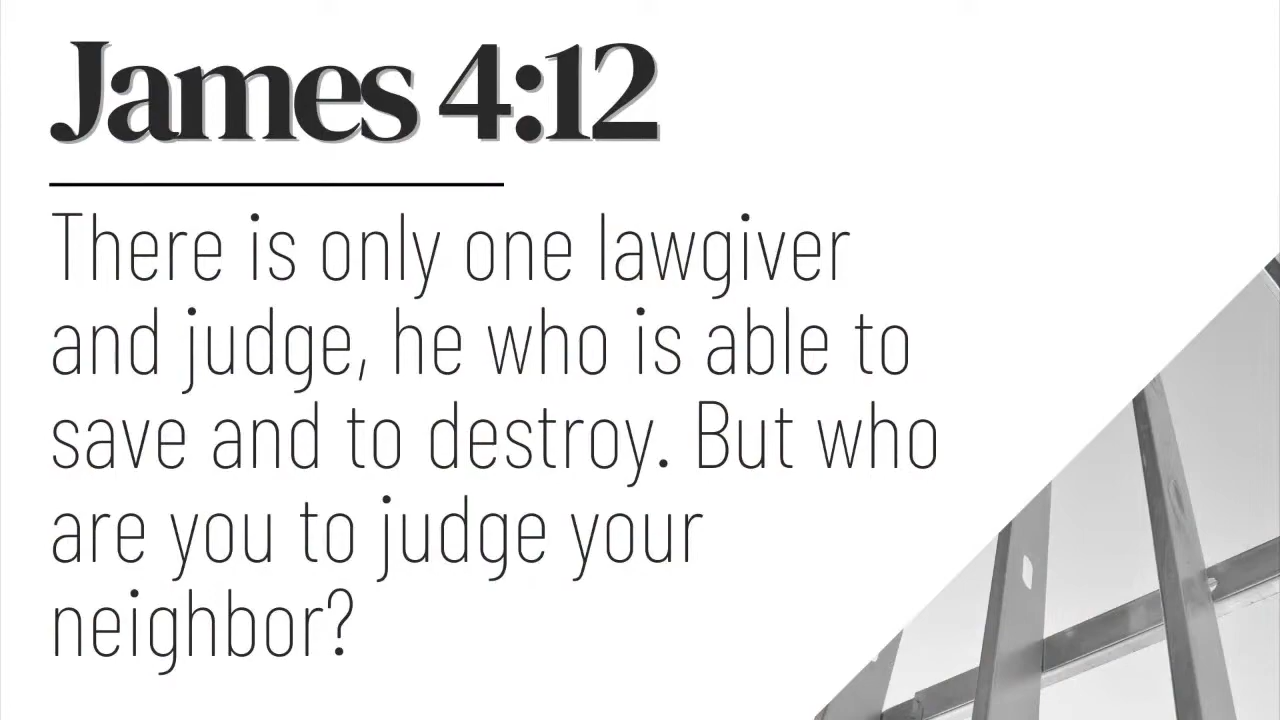 James 4:12
There is only one lawgiver
and judge, he who is able to
save and to destroy. But who
are you to judge your
neighbor?